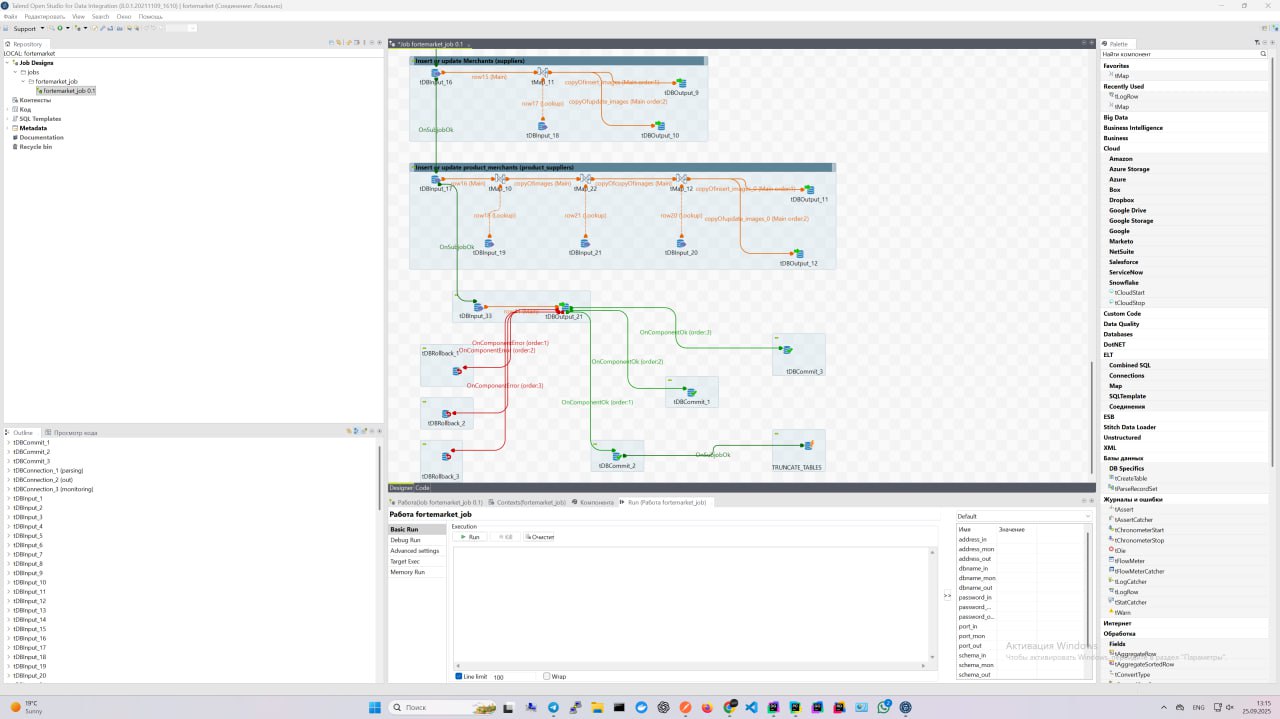 Talend Open Studio for Data Integration (8.0.1.20211109_1610) | fortemarket (Соединение: Локально)
Файл Редактировать View Search Окно Помощь
Support
Repository
LOCAL: fortemarket
Job Designs
jobs
fortemarket_job
fortemarket_job 0.1
Контексты
Код
SQL Templates
Metadata
Documentation
Recycle bin
Outline Просмотр кода
tDBCommit_1
tDBCommit_2
tDBCommit_3
tDBConnection_1 (parsing)
tDBConnection_2 (out)
tDBConnection_3 (monitoring)
tDBInput_1
tDBInput_2
tDBInput_3
tDBInput_4
tDBInput_5
tDBInput_6
tDBInput_7
tDBInput_8
tDBInput_9
tDBInput_10
tDBInput_11
tDBInput_12
tDBInput_13
tDBInput_14
tDBInput_15
tDBInput_16
tDBInput_17
tDBInput_18
tDBInput_19
tDBInput_20
*Job fortemarket_job 0.1
Insert or update Merchants (suppliers)
tDBInput_16
row15 (Main)
tMap_11
copyOfinsert_images (Main order:1)
tDBOutput_9
row17 (Lookup)
copyOfupdate_images (Main order:2)
OnSubjobOk
tDBInput_18
tDBOutput_10
Insert or update product_merchants (product_suppliers)
tDBInput_17
row16 (Main)
tMap_10
copyOfimages (Main)
tMap_22
copyOfcopyOfimages (Main)
tMap_12
copyOfinsert_images_0 (Main order:1)
tDBOutput_11
row18 (Lookup)
row21 (Lookup)
row20 (Lookup)
copyOfupdate_images_0 (Main order:2)
OnSubjobOk
tDBInput_19
tDBInput_21
tDBInput_20
tDBOutput_12
tDBInput_33
tDBOutput_21
OnComponentOk (order:3)
OnComponentError (order:1)
tDBRollback_1
OnComponentError (order:2)
OnComponentOk (order:2)
tDBCommit_3
OnComponentError (order:3)
OnComponentOk (order:1)
tDBCommit_1
tDBRollback_2
OnSubjobOk
tDBCommit_2
TRUNCATE_TABLES
tDBRollback_3
Designer Code
Работа(Job fortemarket_job 0.1) Contexts(fortemarket_job) Компонента Run (Работа fortemarket_job)
Работа fortemarket_job
Basic Run
Debug Run
Advanced settings
Target Exec
Memory Run
Execution
Run Kill Очистит
Line limit 100 Wrap
>>
Default
Имя Значение
address_in
address_mon
address_out
dbname_in
dbname_mon
dbname_out
password_in
password_...
password_o...
port_in
port_mon
port_out
schema_in
schema_mon
schema_out
Palette
Найти компонент
Favorites
tMap
Recently Used
tLogRow
tMap
Big Data
Business Intelligence
Business
Cloud
Amazon
Azure Storage
Azure
Box
Dropbox
Google Drive
Google Storage
Google
Marketo
NetSuite
Salesforce
ServiceNow
Snowflake
tCloudStart
tCloudStop
Custom Code
Data Quality
Databases
DotNET
ELT
Combined SQL
Connections
Map
SQLTemplate
Соединения
ESB
Stitch Data Loader
Unstructured
XML
Базы данных
DB Specifics
tCreateTable
tParseRecordSet
Журналы и ошибки
tAssert
tAssertCatcher
tChronometerStart
tChronometerStop
tDie
tFlowMeter
tFlowMeterCatcher
tLogCatcher
tLogRow
tStatCatcher
tWarn
Интернет
Обработка
Fields
tAggregateRow
tAggregateSortedRow
tConvertType
Активация Windows
Чтобы активировать Windows, перейдите в раздел "Параметры".
19°C
Sunny
Поиск
ENG
13:15
25.09.2025